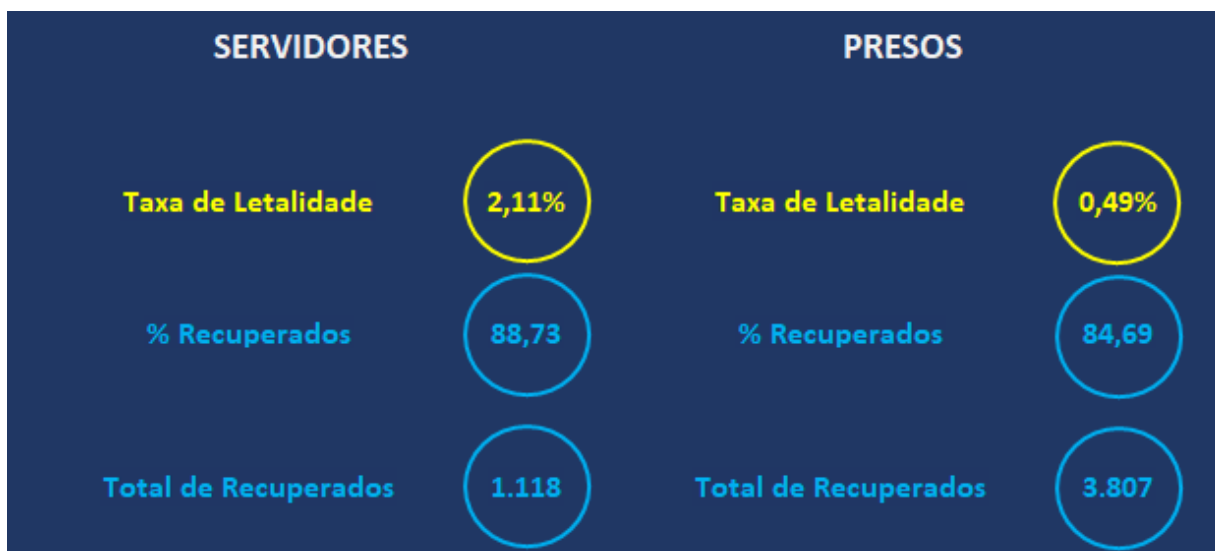 SERVIDORES PRESOS
Taxa de Letalidade 2,11% Taxa de Letalidade 0,49%
% Recuperados 88,73 % Recuperados 84,69
Total de Recuperados 1.118 Total de Recuperados 3.807